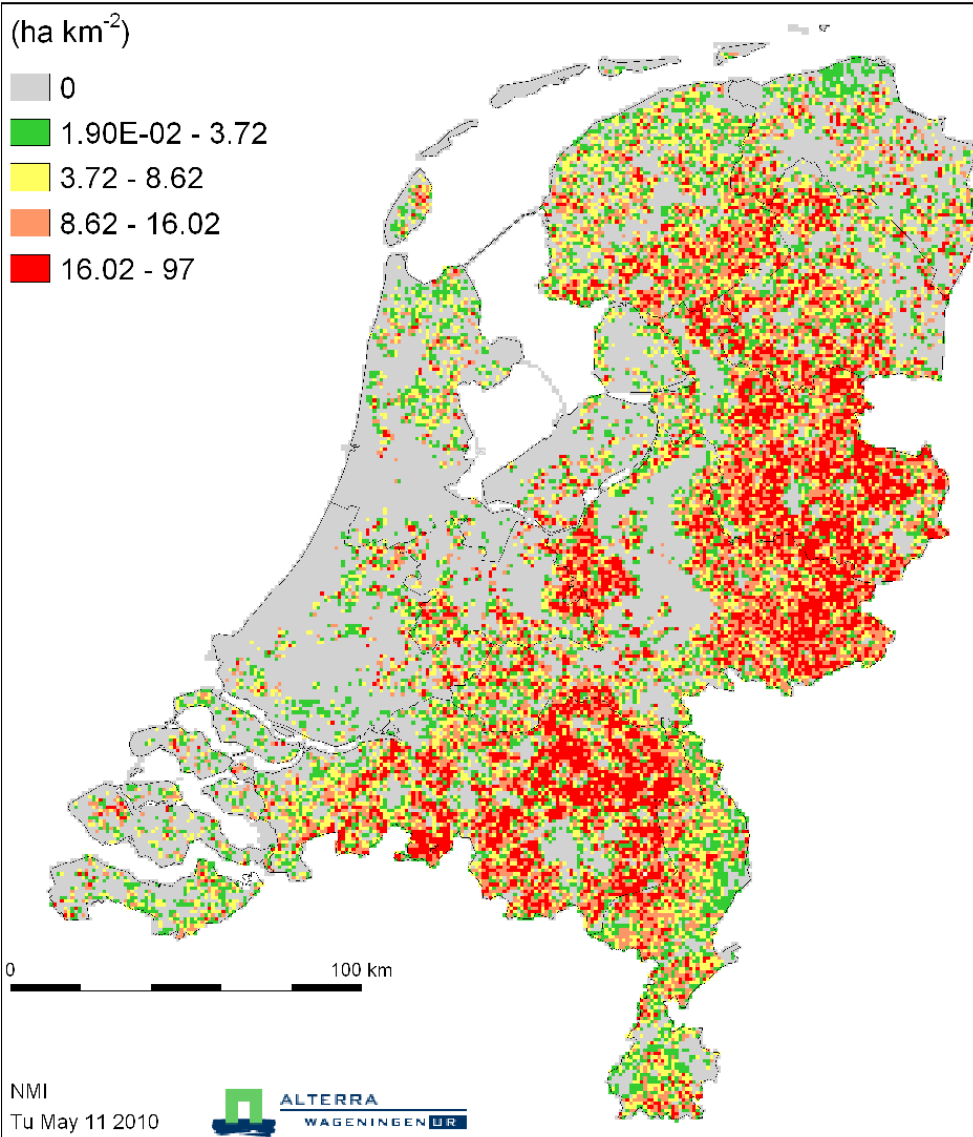 (ha km-2)
0
1.90E-02 - 3.72
3.72 - 8.62
8.62 - 16.02
16.02 - 97
0 100 km
NMI
Tu May 11 2010
ALTERRA
WAGENINGEN UR